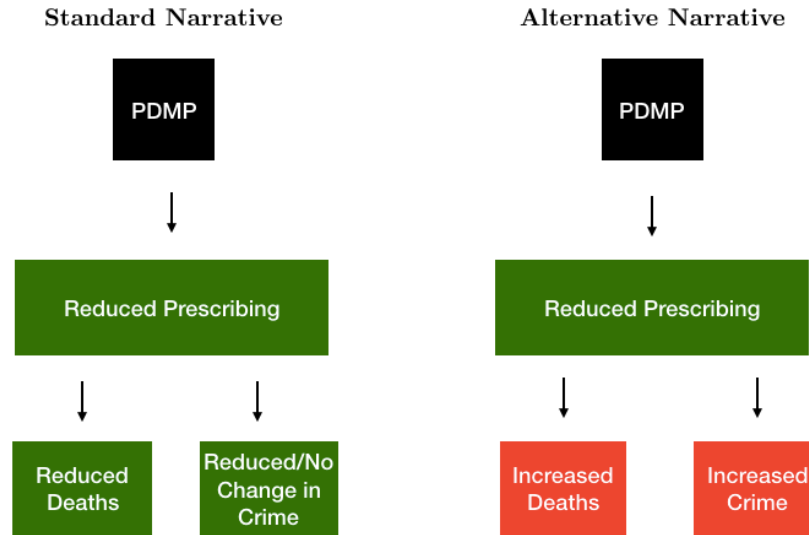 Standard Narrative
PDMP
Reduced Prescribing
Reduced
Deaths
Reduced/No
Change in
Crime
Alternative Narrative
PDMP
Reduced Prescribing
Increased
Deaths
Increased
Crime